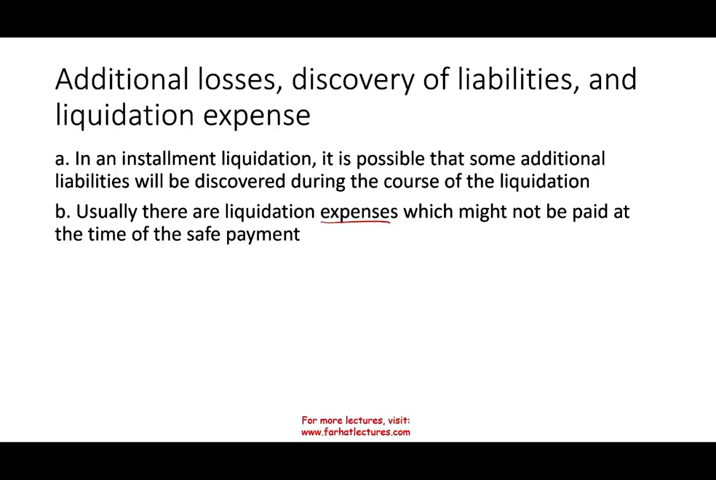 Additional losses, discovery of liabilities, and
liquidation expense
a. In an installment liquidation, it is possible that some additional
liabilities will be discovered during the course of the liquidation
b. Usually there are liquidation expenses which might not be paid at
the time of the safe payment
For more lectures, visit:
www.farhatlectures.com